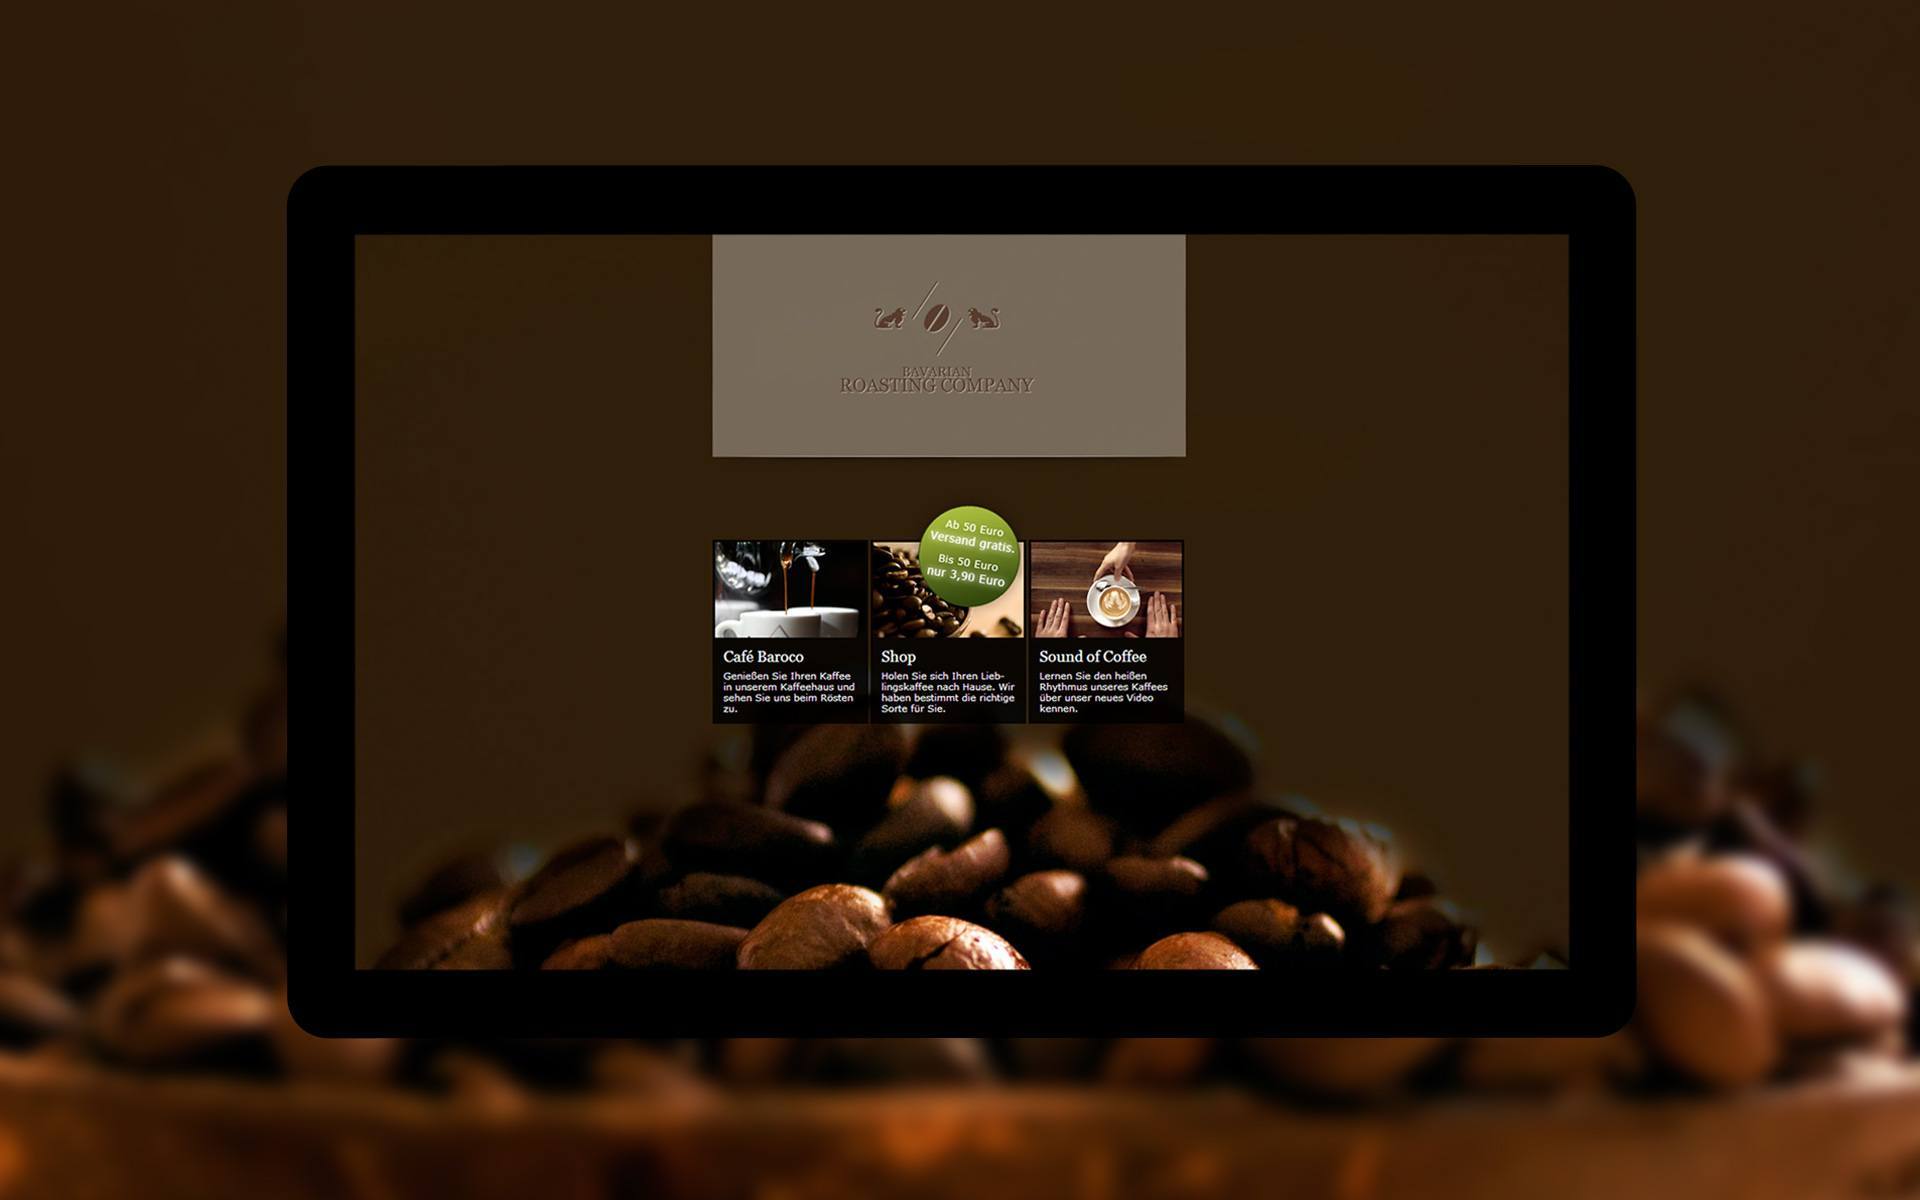 BAVARIAN
ROASTING COMPANY
Ab 50 Euro
Versand gratis.
Bis 50 Euro
nur 3,90 Euro
Café Baroco
Genießen Sie Ihren Kaffee
in unserem Kaffeehaus und
sehen Sie uns beim Rösten
zu.
Shop
Holen Sie sich Ihren Lieb-
lingskaffee nach Hause. Wir
haben bestimmt die richtige
Sorte für Sie.
Sound of Coffee
Lernen Sie den heißen
Rhythmus unseres Kaffees
über unser neues Video
kennen.